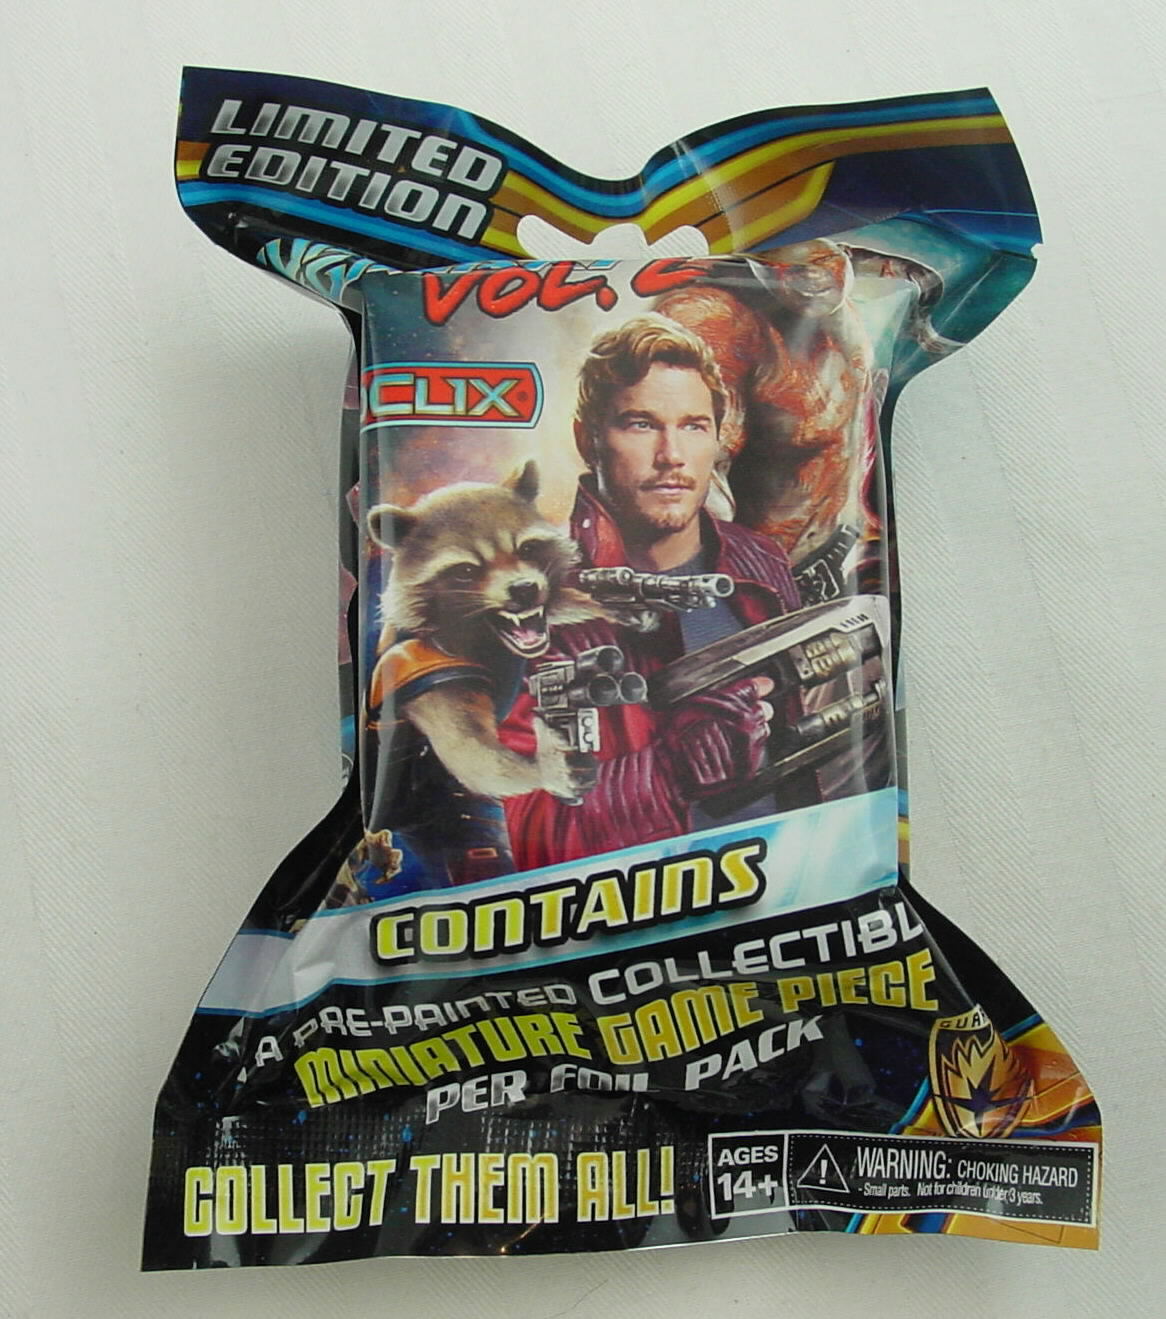 LIMITED
EDITION
VOL. 2
CLIX
CONTAINS
A PRE-PAINTED COLLECTIBL
MINIATURE GAME PIECE
PER FOIL PACK
GUAR
COLLECT THEM ALL!
AGES
14+
WARNING: CHOKING HAZARD
- Small parts. Not for children under 3 years.